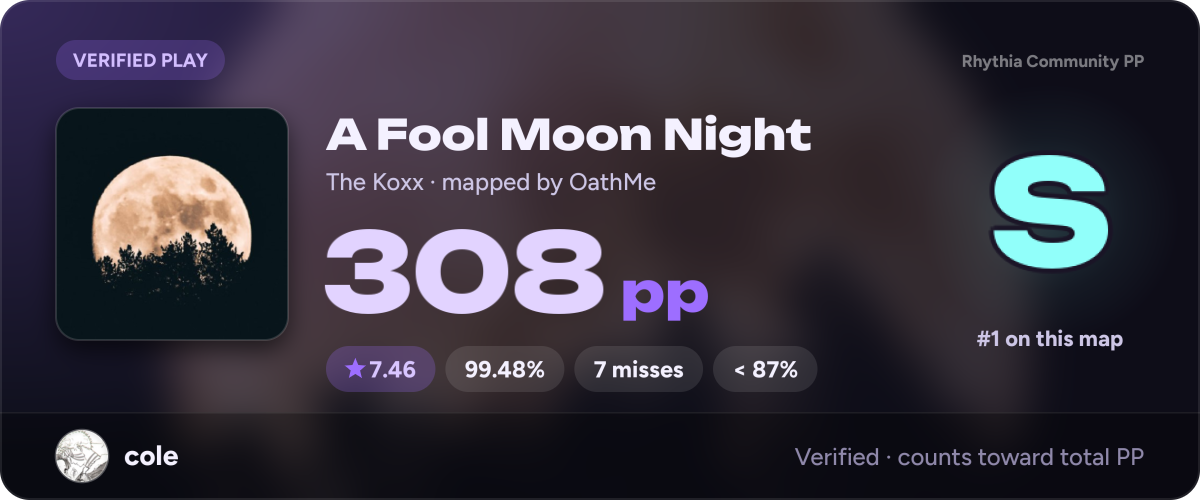 VERIFIED PLAY
Rhythia Community PP
A Fool Moon Night
The Koxx · mapped by OathMe
308 pp
S
★ 7.46
99.48%
7 misses
< 87%
#1 on this map
cole
Verified · counts toward total PP